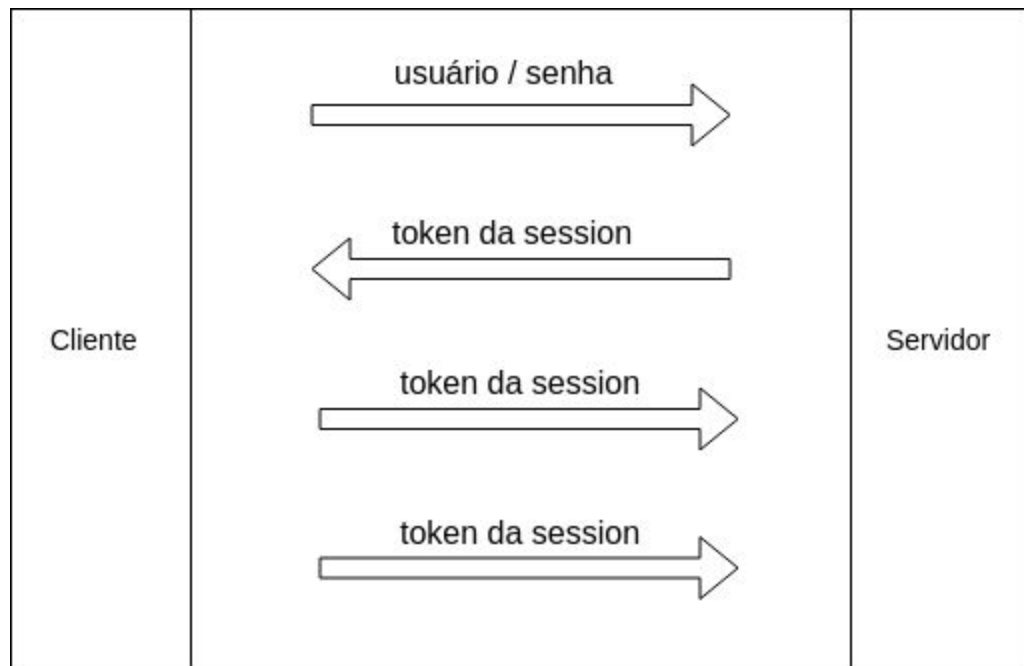 usuário / senha
token da session
Cliente
Servidor
token da session
token da session